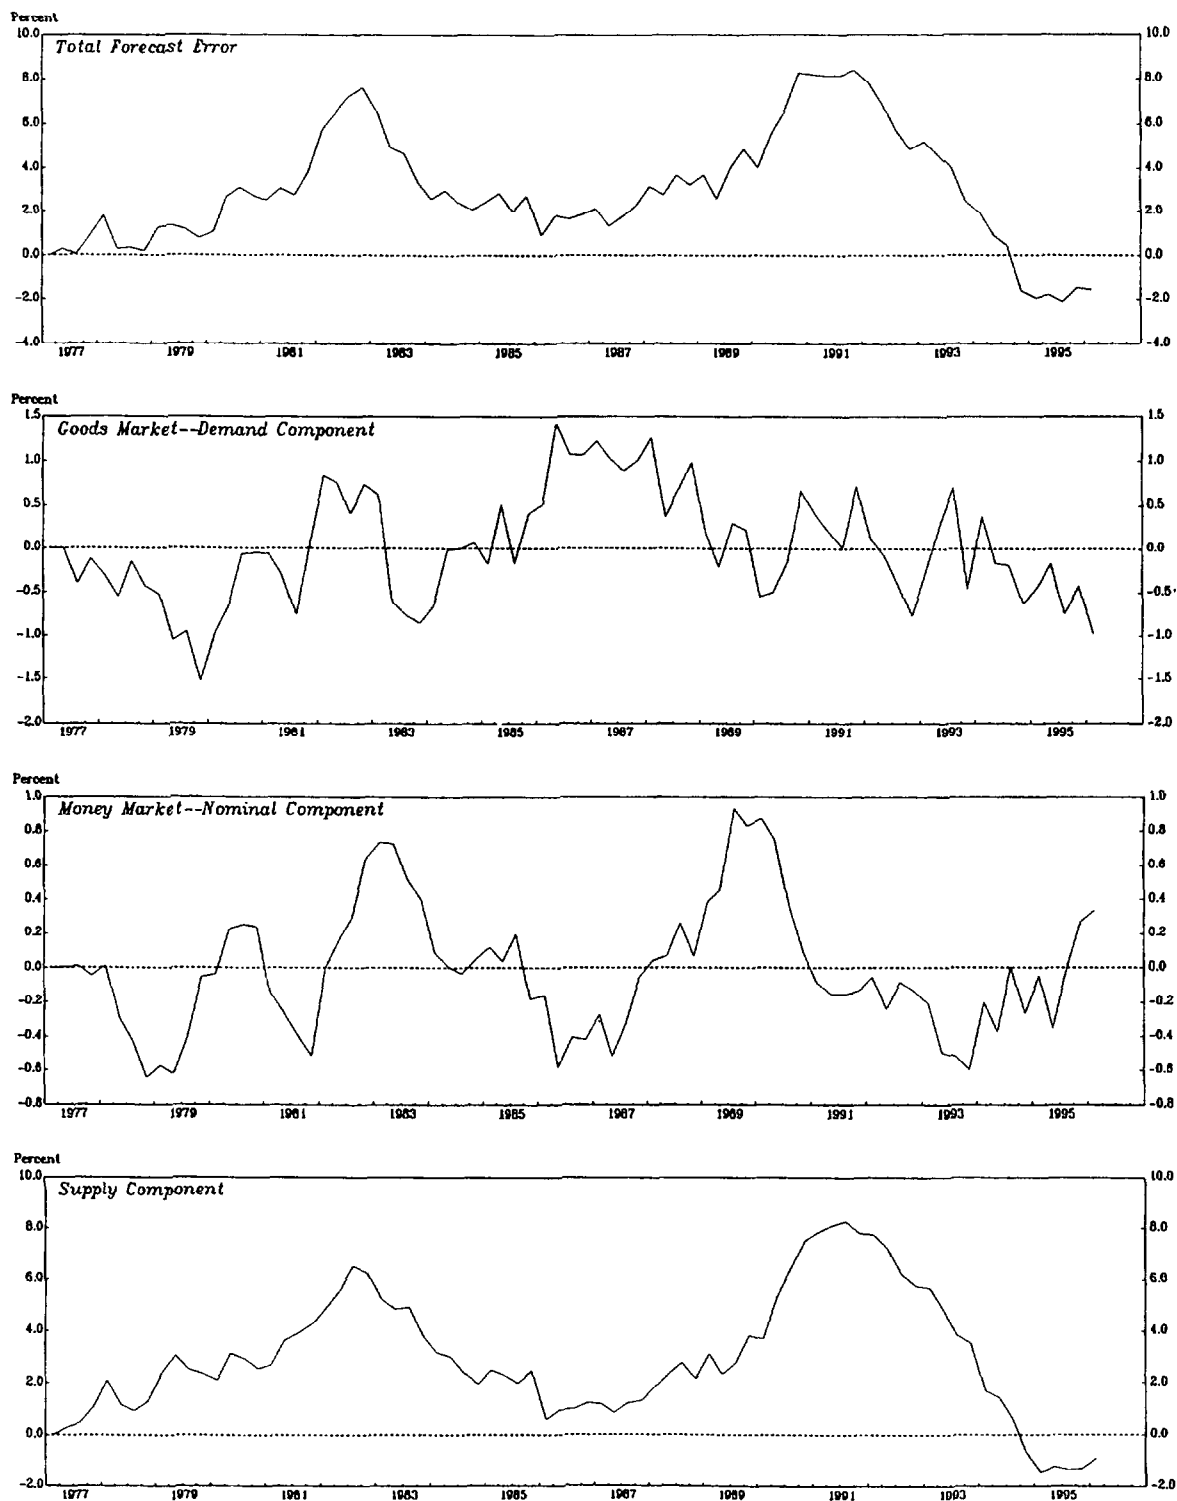 Percent
10.0 10.0
Total Forecast Error
8.0 8.0
6.0 6.0
4.0 4.0
2.0 2.0
0.0 0.0
-2.0 -2.0
-4.0 -4.0
1977 1979 1981 1983 1985 1987 1989 1991 1993 1995
Percent
1.5 1.5
Goods Market--Demand Component
1.0 1.0
0.5 0.5
0.0 0.0
-0.5 -0.5
-1.0 -1.0
-1.5 -1.5
-2.0 -2.0
1977 1979 1981 1983 1985 1987 1989 1991 1993 1995
Percent
1.0 1.0
Money Market--Nominal Component
0.8 0.8
0.6 0.6
0.4 0.4
0.2 0.2
0.0 0.0
-0.2 -0.2
-0.4 -0.4
-0.6 -0.6
-0.8 -0.8
1977 1979 1981 1983 1985 1987 1989 1991 1993 1995
Percent
10.0 10.0
Supply Component
8.0 8.0
6.0 6.0
4.0 4.0
2.0 2.0
0.0 0.0
-2.0 -2.0
1977 1979 1981 1983 1985 1987 1989 1991 1993 1995